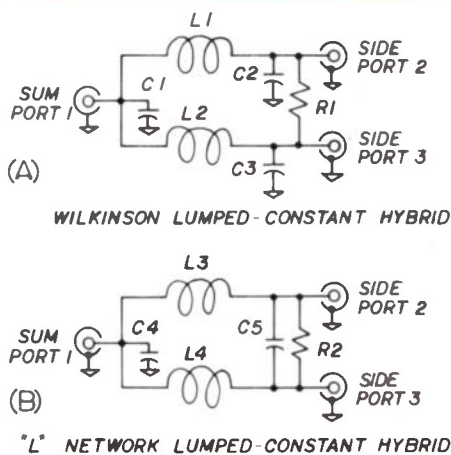 L1
SIDE
PORT 2
C1
C2
SUM
PORT 1
L2
R1
SIDE
PORT 3
C3
(A)
WILKINSON LUMPED-CONSTANT HYBRID
L3
SIDE
PORT 2
C4
C5
SUM
PORT 1
L4
R2
SIDE
PORT 3
(B)
"L" NETWORK LUMPED-CONSTANT HYBRID